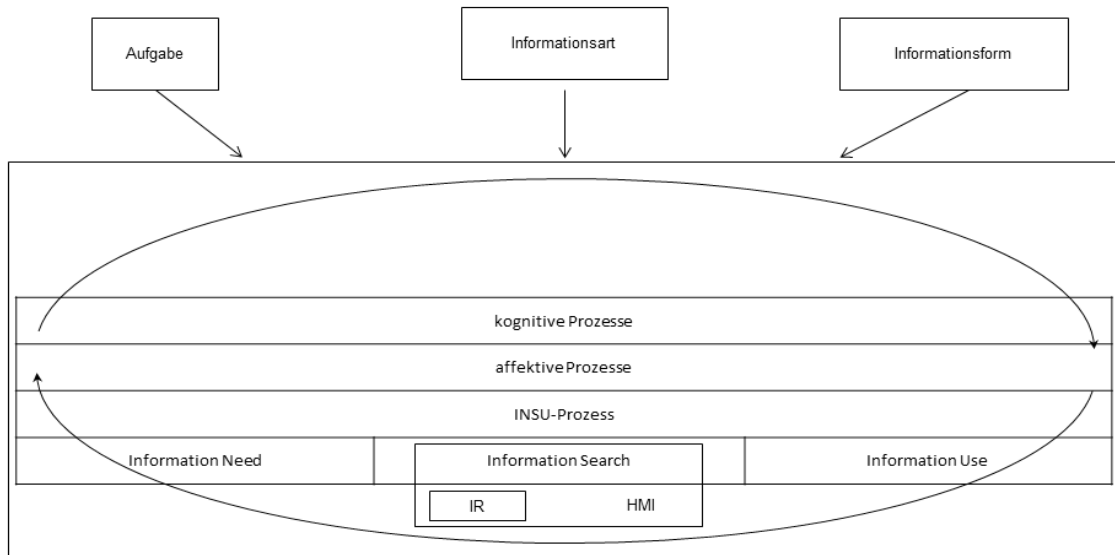 Aufgabe
Informationsart
Informationsform
kognitive Prozesse
affektive Prozesse
INSU-Prozess
Information Need
Information Search
Information Use
IR
HMI